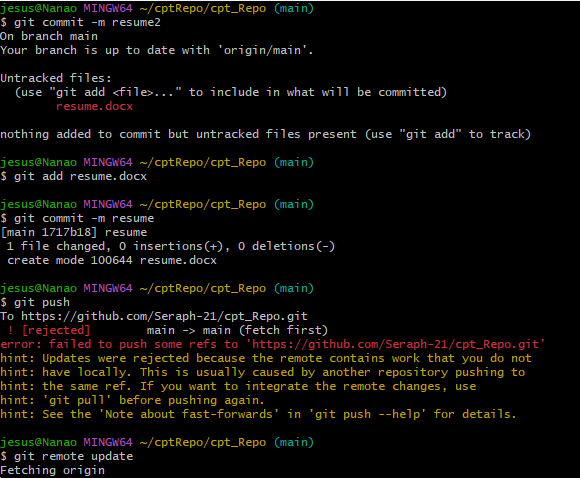 jesus@Nanao MINGW64 ~/cptRepo/cpt_Repo (main)
$ git commit -m resume2
On branch main
Your branch is up to date with 'origin/main'.
Untracked files:
(use "git add <file>..." to include in what will be committed)
resume.docx
nothing added to commit but untracked files present (use "git add" to track)
jesus@Nanao MINGW64 ~/cptRepo/cpt_Repo (main)
$ git add resume.docx
jesus@Nanao MINGW64 ~/cptRepo/cpt_Repo (main)
$ git commit -m resume
[main 1717b18] resume
1 file changed, 0 insertions(+), 0 deletions(-)
create mode 100644 resume.docx
jesus@Nanao MINGW64 ~/cptRepo/cpt_Repo (main)
$ git push
To https://github.com/Seraph-21/cpt_Repo.git
! [rejected] main -> main (fetch first)
error: failed to push some refs to 'https://github.com/Seraph-21/cpt_Repo.git'
hint: Updates were rejected because the remote contains work that you do not
hint: have locally. This is usually caused by another repository pushing to
hint: the same ref. If you want to integrate the remote changes, use
hint: 'git pull' before pushing again.
hint: See the 'Note about fast-forwards' in 'git push --help' for details.
jesus@Nanao MINGW64 ~/cptRepo/cpt_Repo (main)
$ git remote update
Fetching origin